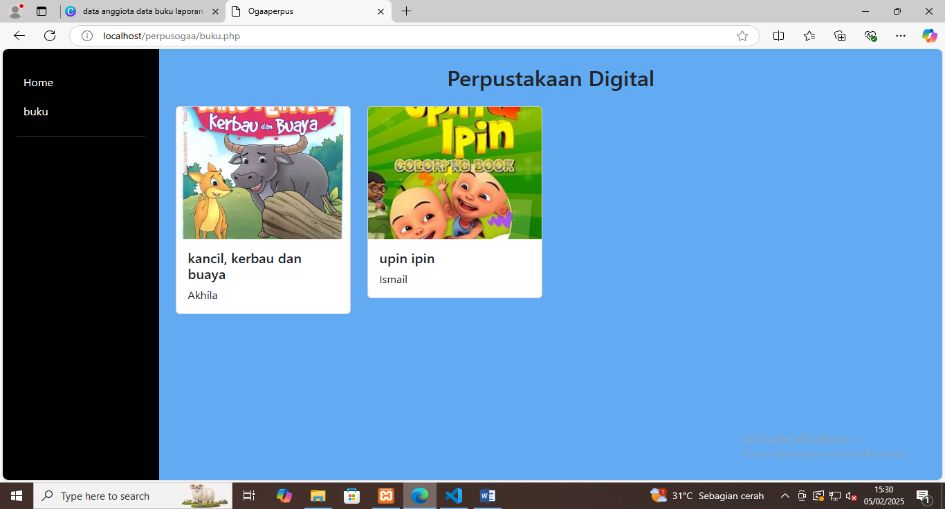 data anggiota data buku laporan
Ogaaperpus
localhost/perpusogaa/buku.php
Home
buku
Perpustakaan Digital
Kerbau dan Buaya
Upin
Ipin
COLORING BOOK
kancil, kerbau dan
buaya
Akhila
upin ipin
Ismail
Activate Windows
Go to Settings to activate Windows.
Type here to search
31°C Sebagian cerah
15:30
05/02/2025
1